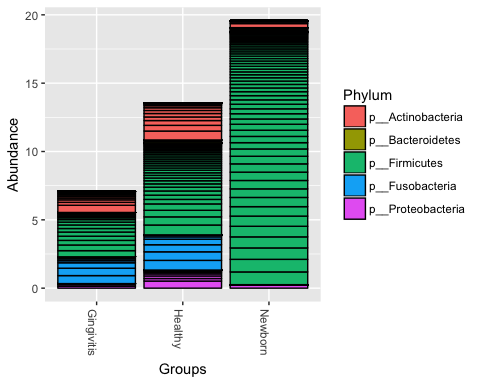 Abundance
20
15
10
5
0
Gingivitis
Healthy
Newborn
Groups
Phylum
p__Actinobacteria
p__Bacteroidetes
p__Firmicutes
p__Fusobacteria
p__Proteobacteria